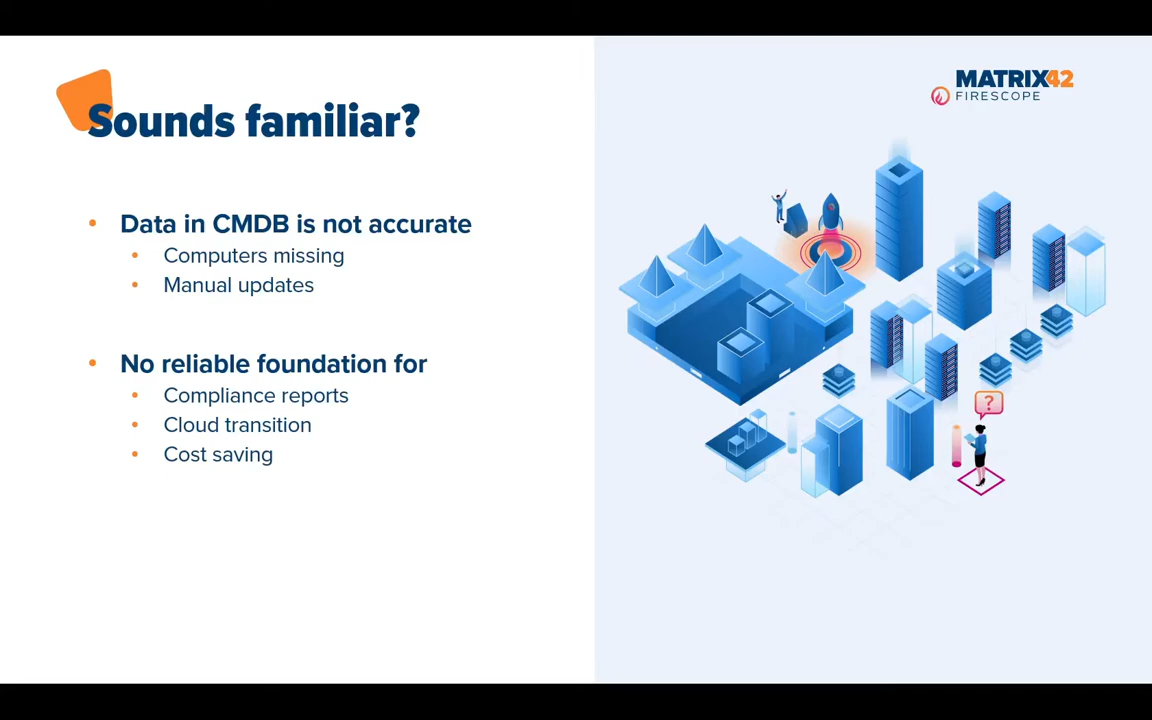 MATRIX42
FIRESCOPE
Sounds familiar?
• Data in CMDB is not accurate
• Computers missing
• Manual updates
• No reliable foundation for
• Compliance reports
• Cloud transition
• Cost saving
?